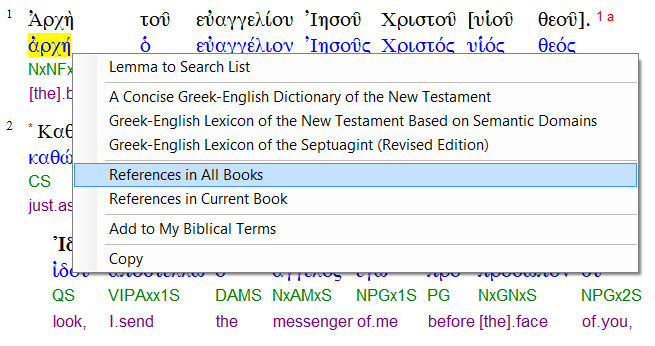 1 Ἀρχὴ τοῦ εὐαγγελίου Ἰησοῦ Χριστοῦ [υἱοῦ θεοῦ]. 1 a
ἀρχή ὁ εὐαγγέλιον Ἰησοῦς Χριστός υἱός θεός
NxNFx
[the].b
Lemma to Search List
A Concise Greek-English Dictionary of the New Testament
Greek-English Lexicon of the New Testament Based on Semantic Domains
Greek-English Lexicon of the Septuagint (Revised Edition)
References in All Books
References in Current Book
Add to My Biblical Terms
Copy
2 * Καθ
καθώ
CS
just.as
Ἰδ
QS VIPAxx1S DAMS NxAMxS NPGx1S PG NxGNxS NPGx2S
look, I.send the messenger of.me before [the].face of.you,